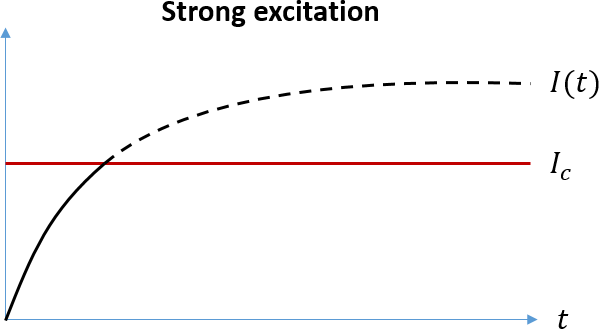 Strong excitation
I(t)
I_c
t